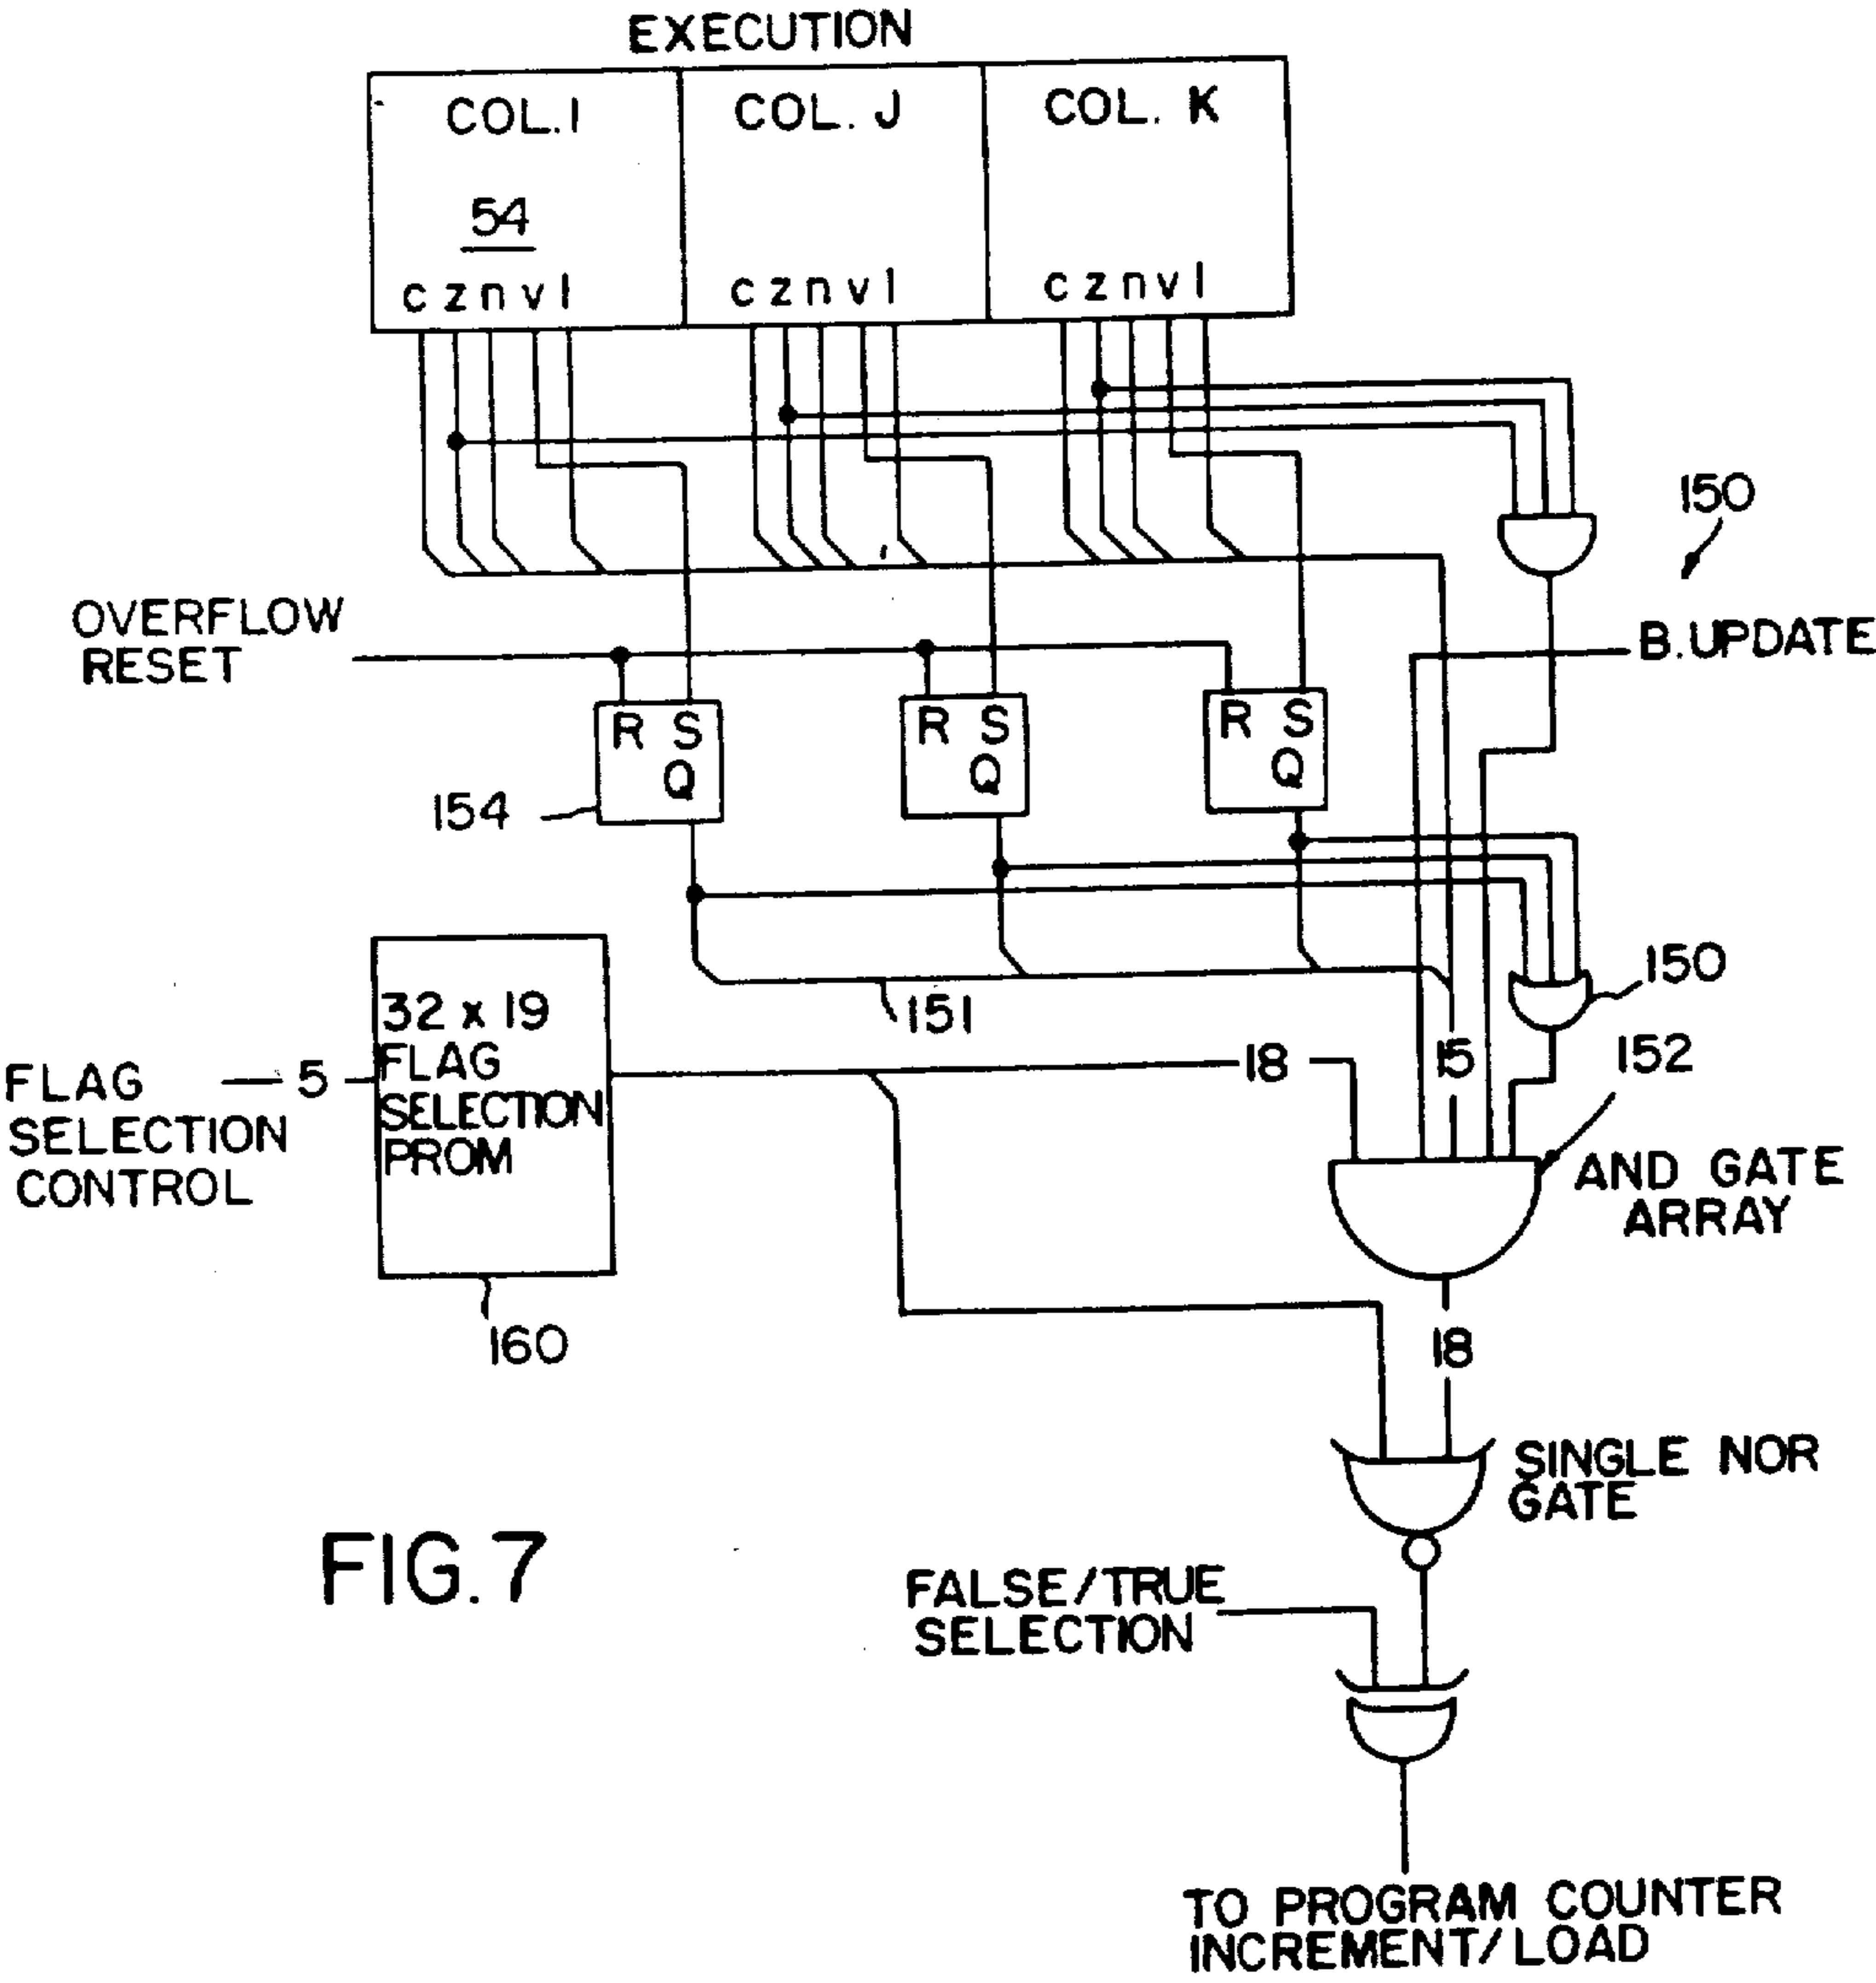 EXECUTION
COL. I
COL. J
COL. K
54
c z n v l
c z n v l
c z n v l
150
OVERFLOW
RESET
B. UPDATE
R S
Q
R S
Q
R S
Q
154
150
151
32 x 19
FLAG
SELECTION
PROM
FLAG
SELECTION
CONTROL
5
18
15
152
AND GATE
ARRAY
160
18
SINGLE NOR
GATE
FIG. 7
FALSE/TRUE
SELECTION
TO PROGRAM COUNTER
INCREMENT/LOAD